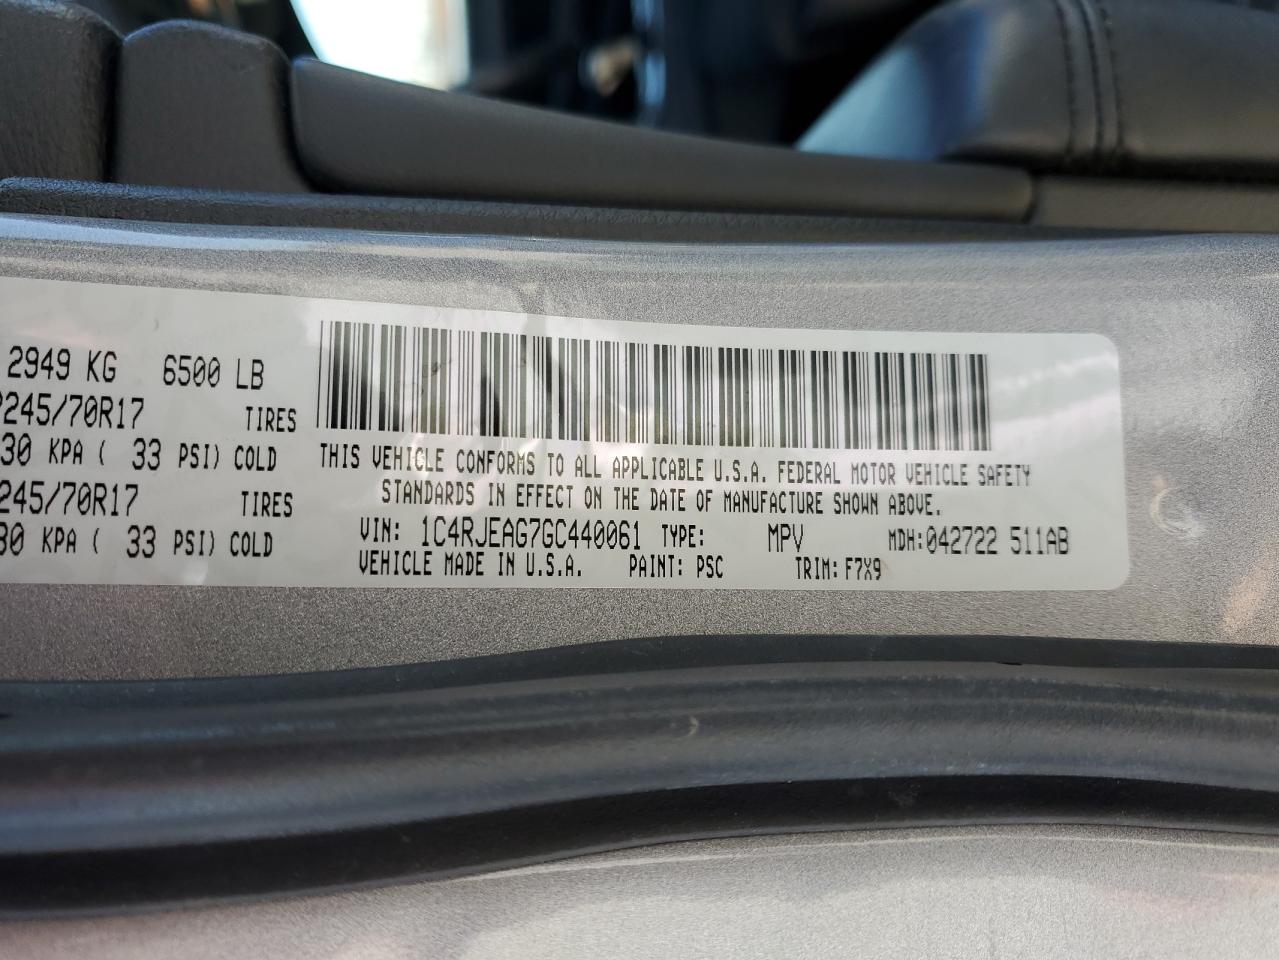 2949 KG 6500 LB
245/70R17 TIRES
30 KPA ( 33 PSI) COLD
245/70R17 TIRES
30 KPA ( 33 PSI) COLD
THIS VEHICLE CONFORMS TO ALL APPLICABLE U.S.A. FEDERAL MOTOR VEHICLE SAFETY
STANDARDS IN EFFECT ON THE DATE OF MANUFACTURE SHOWN ABOVE.
VIN: 1C4RJEAG7GC440061 TYPE: MPV MDH: 042722 511AB
VEHICLE MADE IN U.S.A. PAINT: PSC TRIM: F7X9